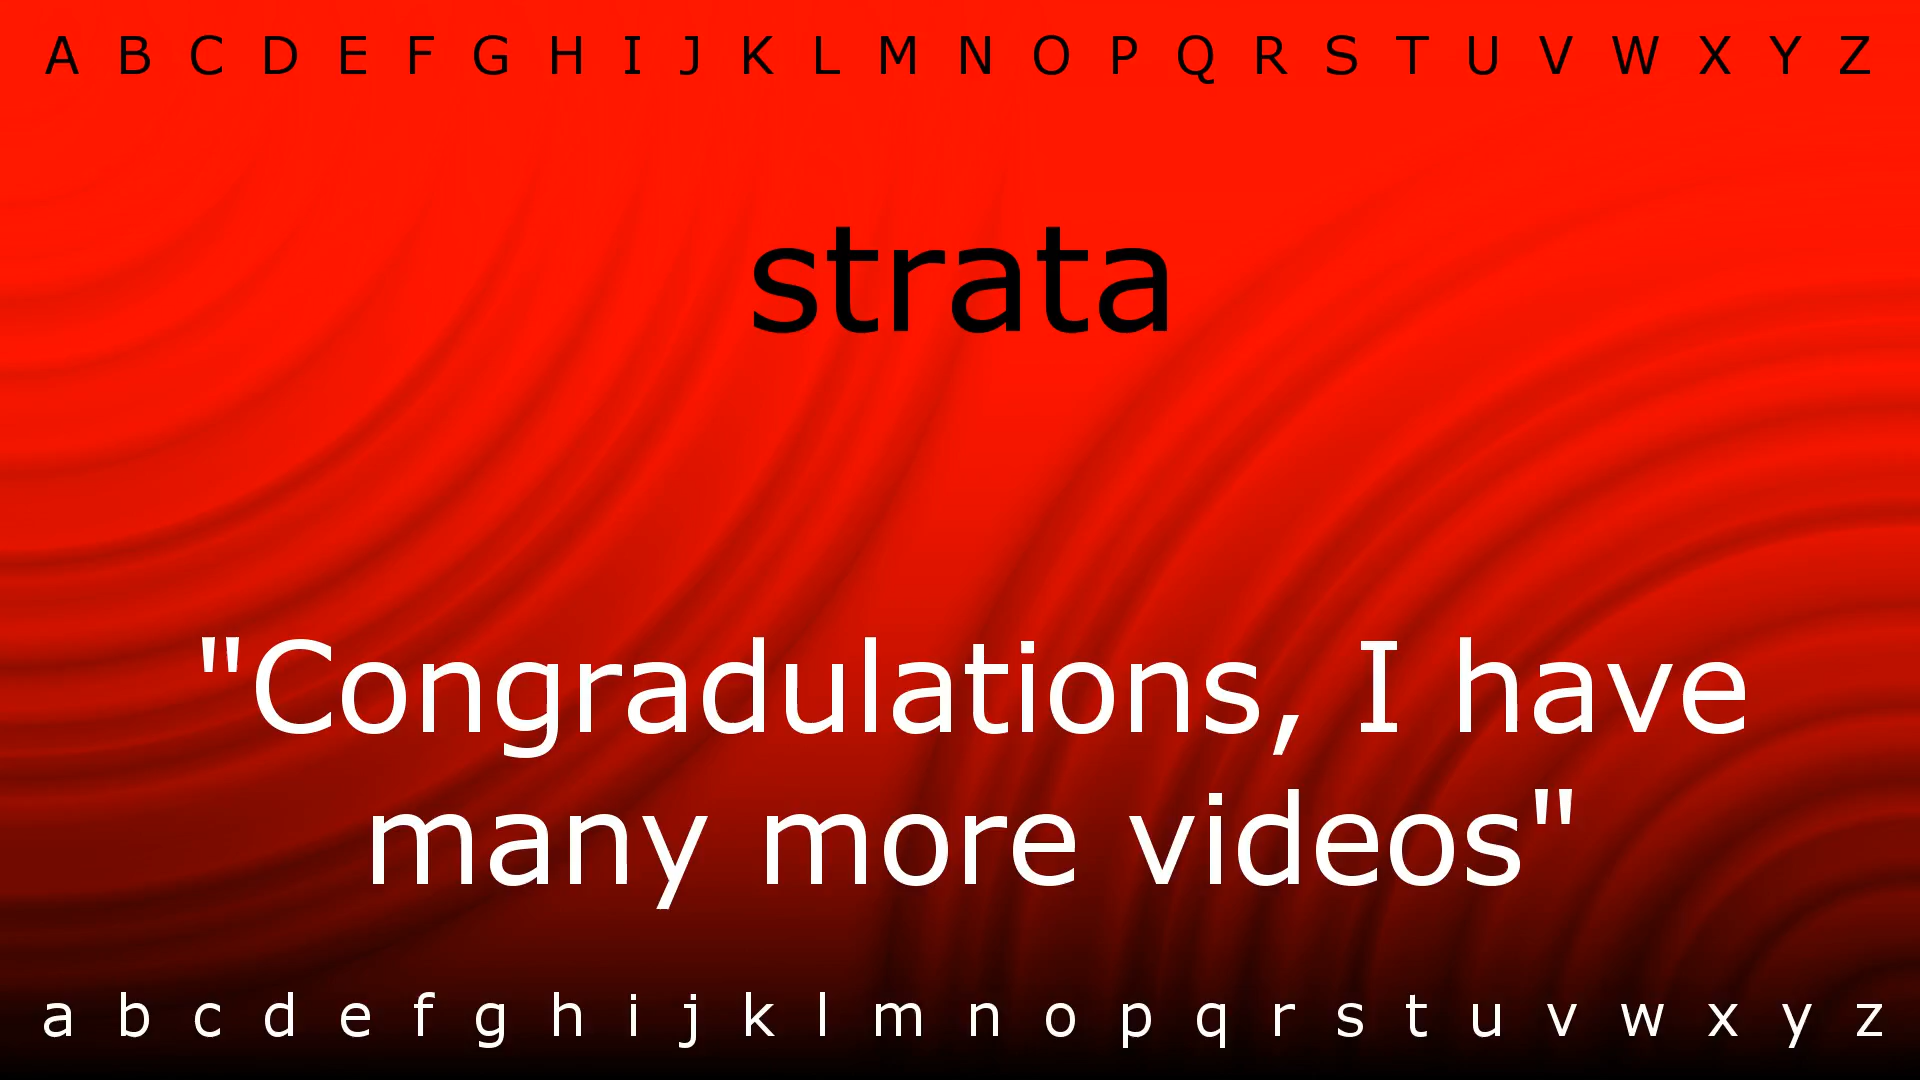 A B C D E F G H I J K L M N O P Q R S T U V W X Y Z
strata
"Congradulations, I have
many more videos"
a b c d e f g h i j k l m n o p q r s t u v w x y z